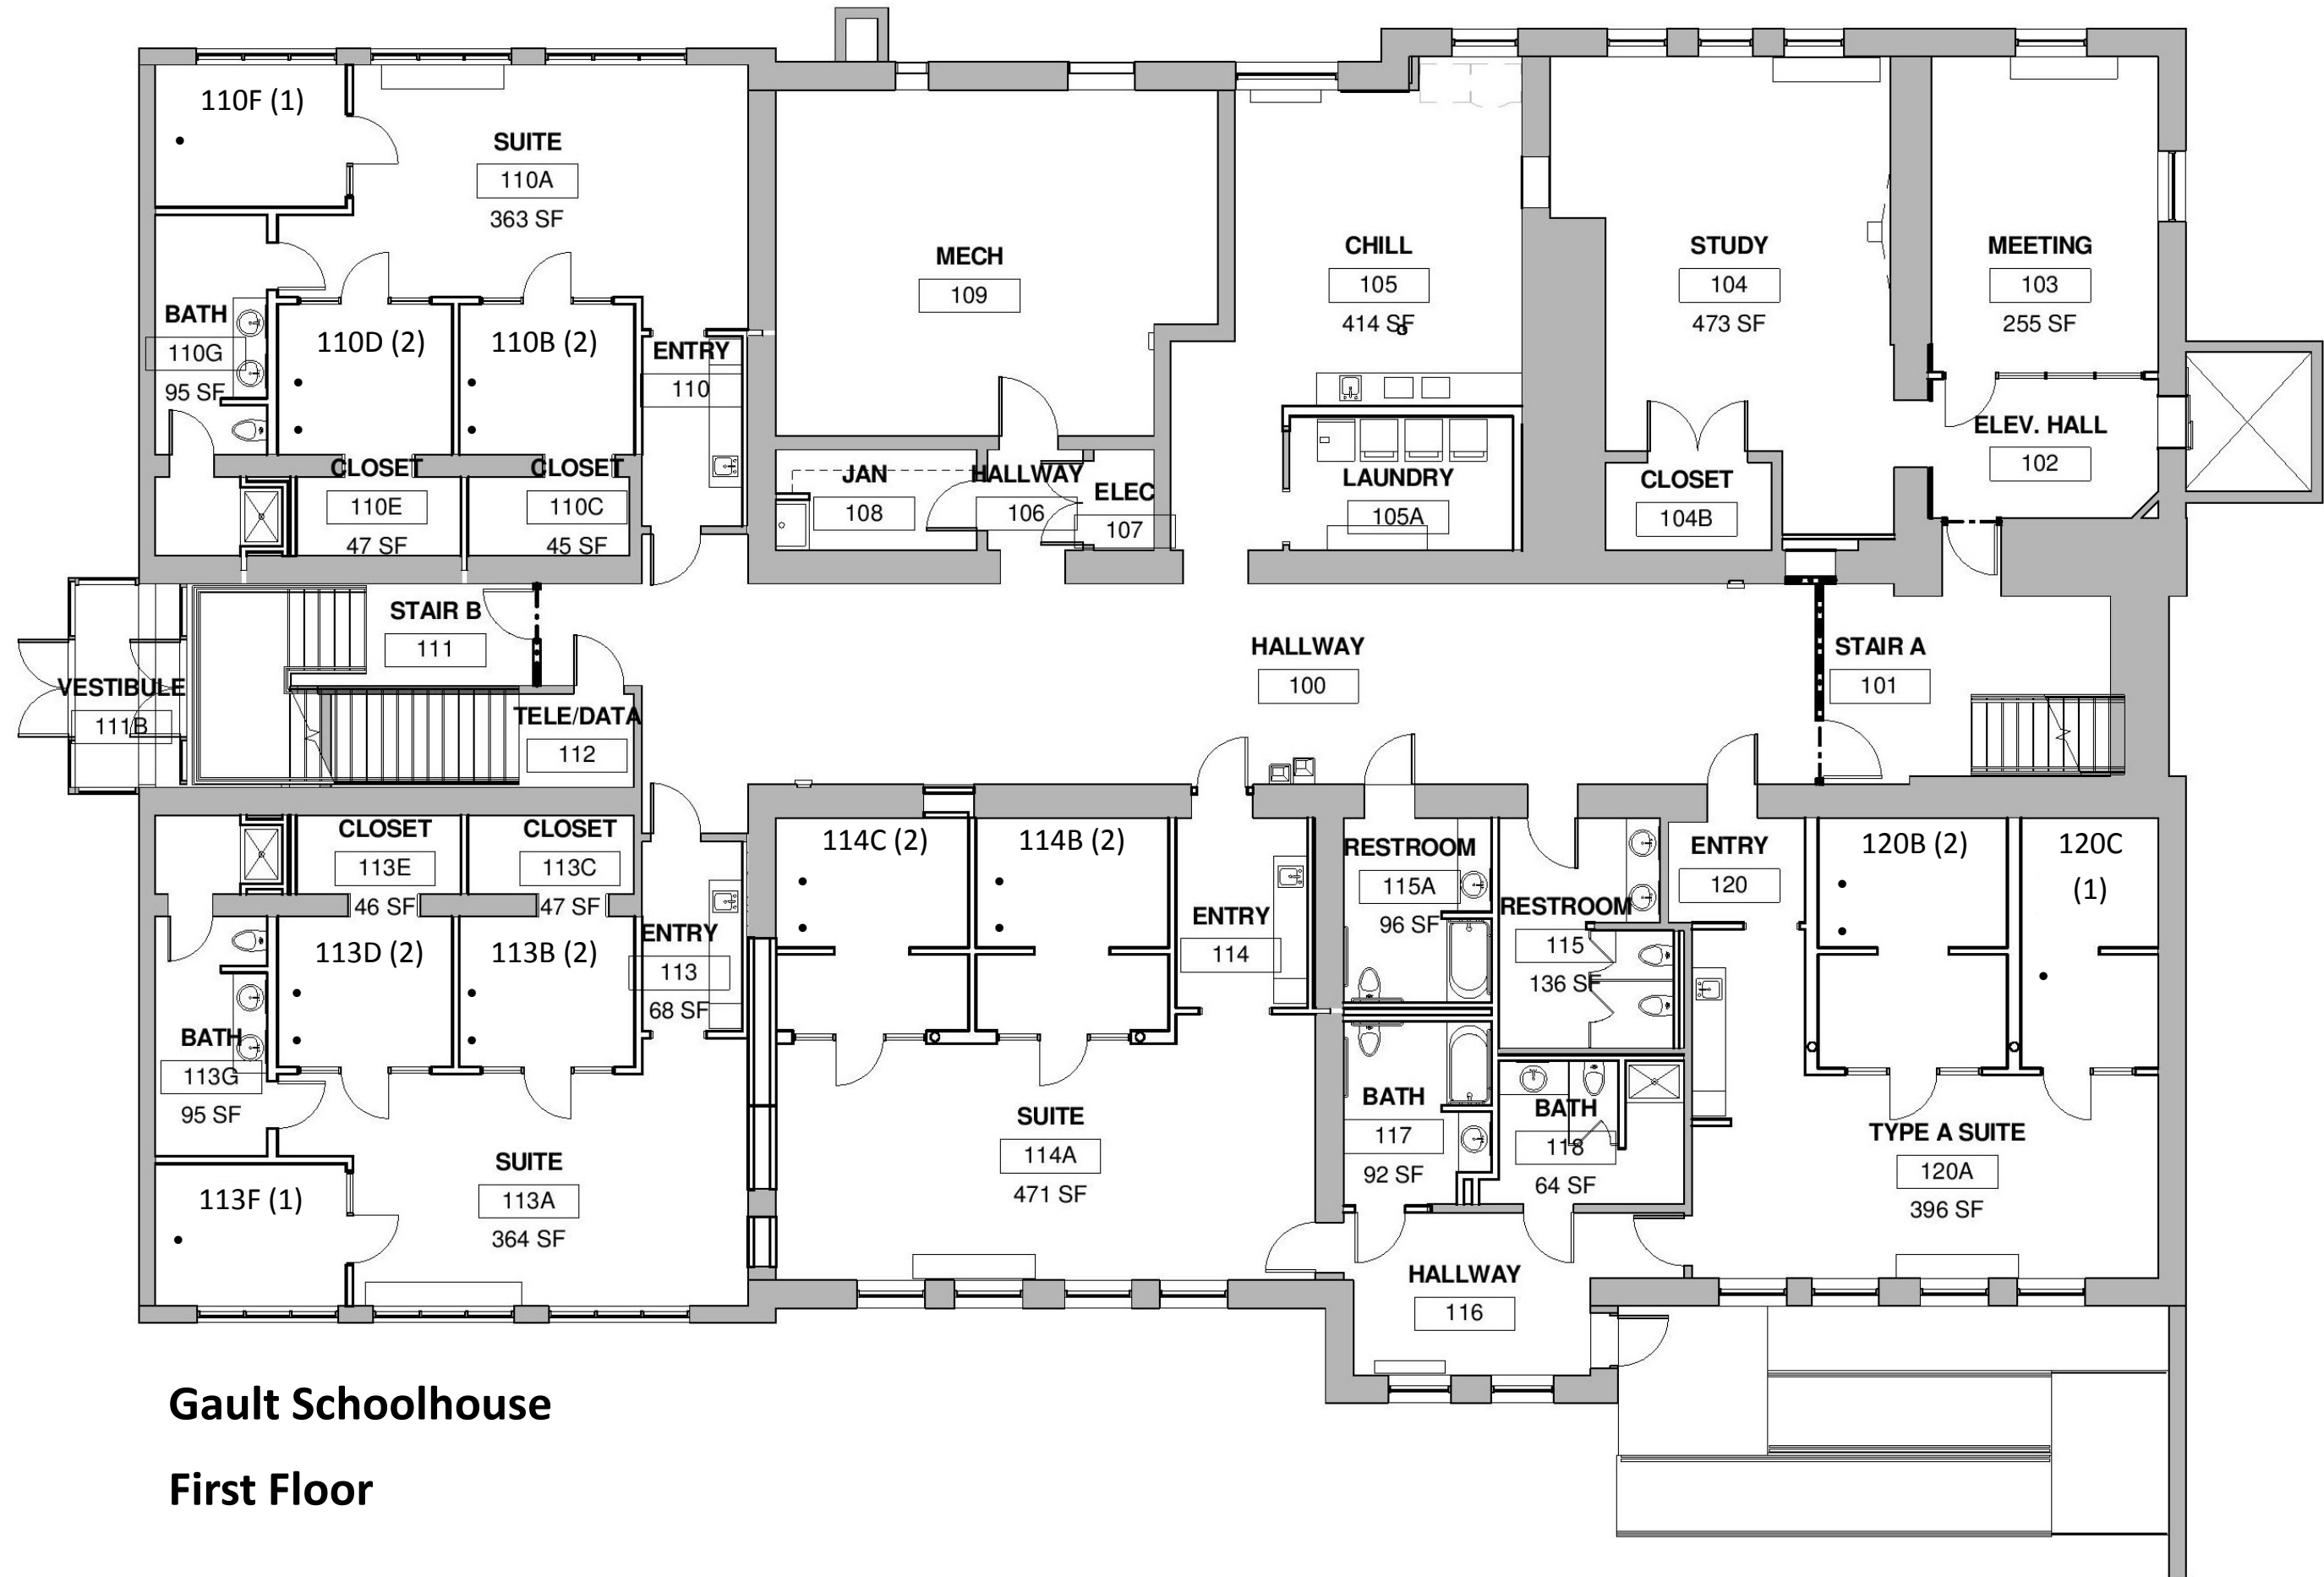 110F (1)
SUITE
110A
363 SF
MECH
109
CHILL
105
414 SF
STUDY
104
473 SF
MEETING
103
255 SF
BATH
110G
95 SF
110D (2)
110B (2)
ENTRY
110
CLOSET
110E
47 SF
CLOSET
110C
45 SF
JAN
108
HALLWAY
106
ELEC
107
LAUNDRY
105A
CLOSET
104B
ELEV. HALL
102
STAIR B
111
VESTIBULE
111B
TELE/DATA
112
HALLWAY
100
STAIR A
101
CLOSET
113E
46 SF
CLOSET
113C
47 SF
113D (2)
113B (2)
ENTRY
113
68 SF
BATH
113G
95 SF
113F (1)
SUITE
113A
364 SF
114C (2)
114B (2)
ENTRY
114
SUITE
114A
471 SF
RESTROOM
115A
96 SF
RESTROOM
115
136 SF
BATH
117
92 SF
BATH
118
64 SF
HALLWAY
116
ENTRY
120
120B (2)
120C
(1)
TYPE A SUITE
120A
396 SF
Gault Schoolhouse
First Floor